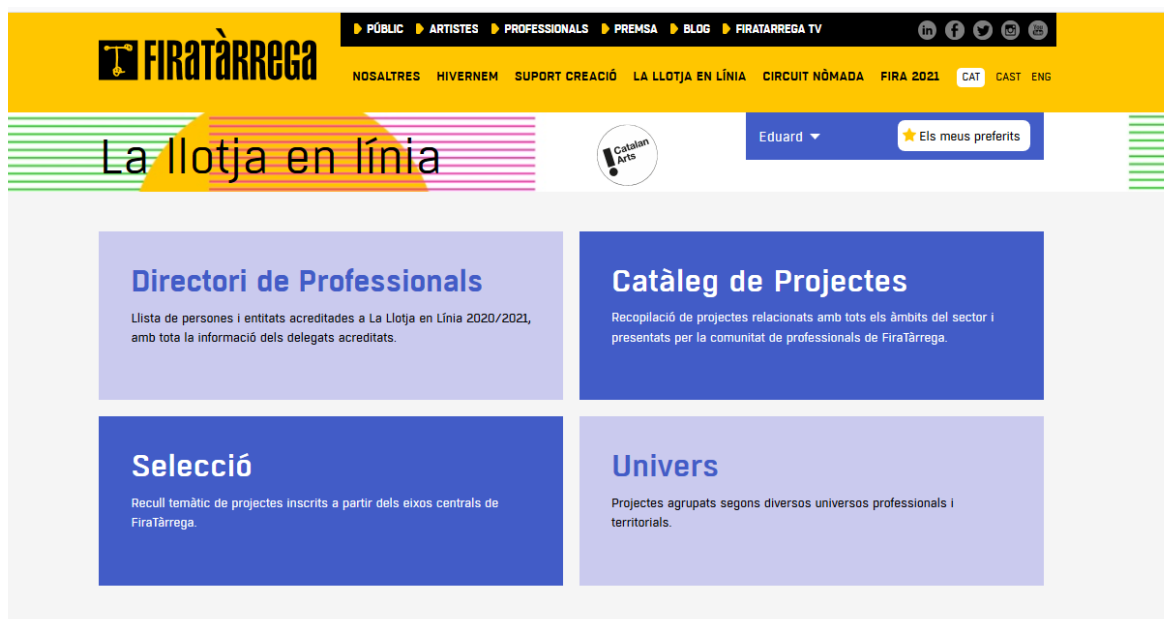 FIRATÀRREGA
PÚBLIC ARTISTES PROFESSIONALS PREMSA BLOG FIRATARREGA TV
NOSALTRES HIVERNEM SUPORT CREACIÓ LA LLOTJA EN LÍNIA CIRCUIT NÒMADA FIRA 2021 CAT CAST ENG
La llotja en línia
Catalan
Arts
Eduard
Els meus preferits
Directori de Professionals
Llista de persones i entitats acreditades a La Llotja en Línia 2020/2021,
amb tota la informació dels delegats acreditats.
Catàleg de Projectes
Recopilació de projectes relacionats amb tots els àmbits del sector i
presentats per la comunitat de professionals de FiraTàrrega.
Selecció
Recull temàtic de projectes inscrits a partir dels eixos centrals de
FiraTàrrega.
Univers
Projectes agrupats segons diversos universos professionals i
territorials.